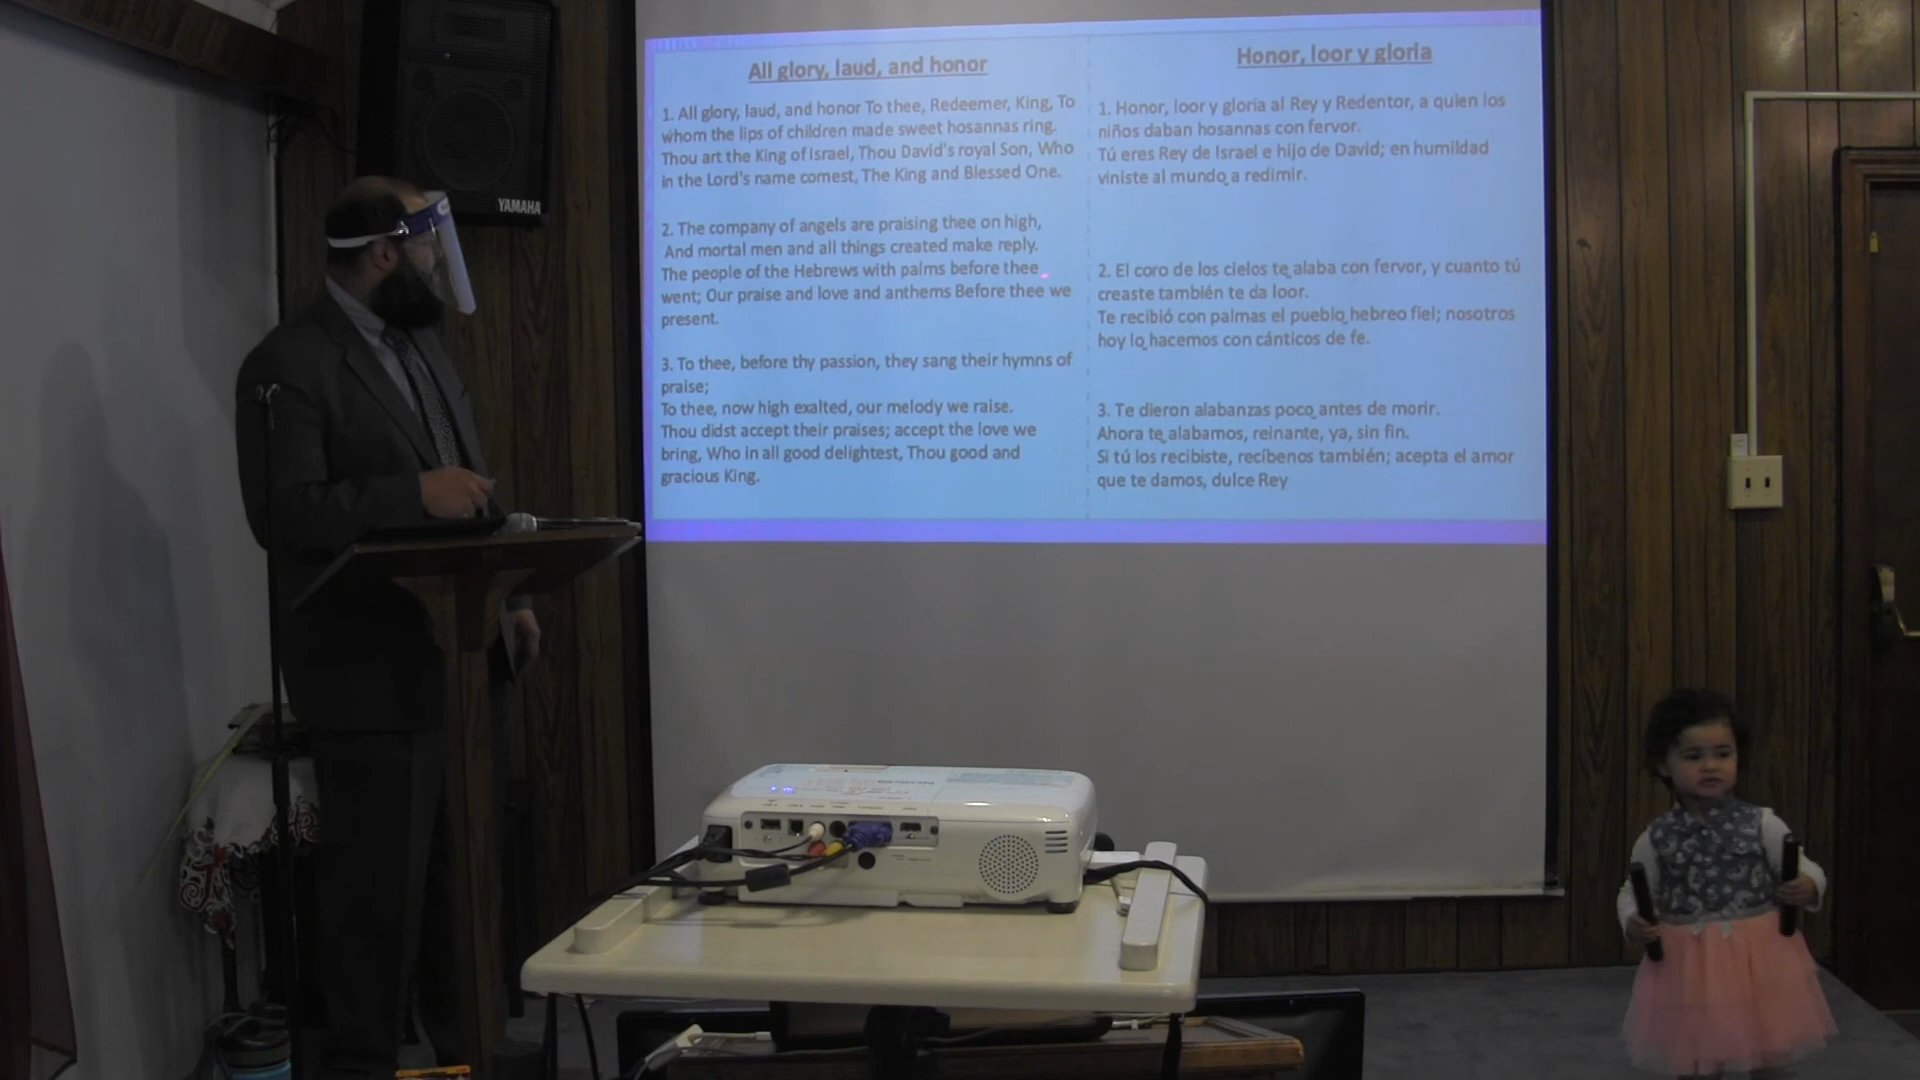 YAMAHA
All glory, laud, and honor
1. All glory, laud, and honor To thee, Redeemer, King, To
whom the lips of children made sweet hosannas ring.
Thou art the King of Israel, Thou David's royal Son, Who
in the Lord's name comest, The King and Blessed One.
2. The company of angels are praising thee on high,
And mortal men and all things created make reply.
The people of the Hebrews with palms before thee
went; Our praise and love and anthems Before thee we
present.
3. To thee, before thy passion, they sang their hymns of
praise;
To thee, now high exalted, our melody we raise.
Thou didst accept their praises; accept the love we
bring, Who in all good delightest, Thou good and
gracious King.
Honor, loor y gloria
1. Honor, loor y gloria al Rey y Redentor, a quien los
niños daban hosannas con fervor.
Tú eres Rey de Israel e hijo de David; en humildad
viniste al mundo‿a redimir.
2. El coro de los cielos te‿alaba con fervor, y cuanto tú
creaste también te da loor.
Te recibió con palmas el pueblo‿hebreo fiel; nosotros
hoy lo‿hacemos con cánticos de fe.
3. Te dieron alabanzas poco‿antes de morir.
Ahora te‿alabamos, reinante, ya, sin fin.
Si tú los recibiste, recíbenos también; acepta el amor
que te damos, dulce Rey